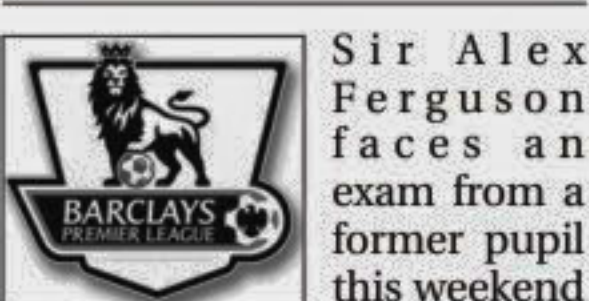 BARCLAYS
PREMIER LEAGUE
Sir Alex
Ferguson
faces an
exam from a
former pupil
this weekend